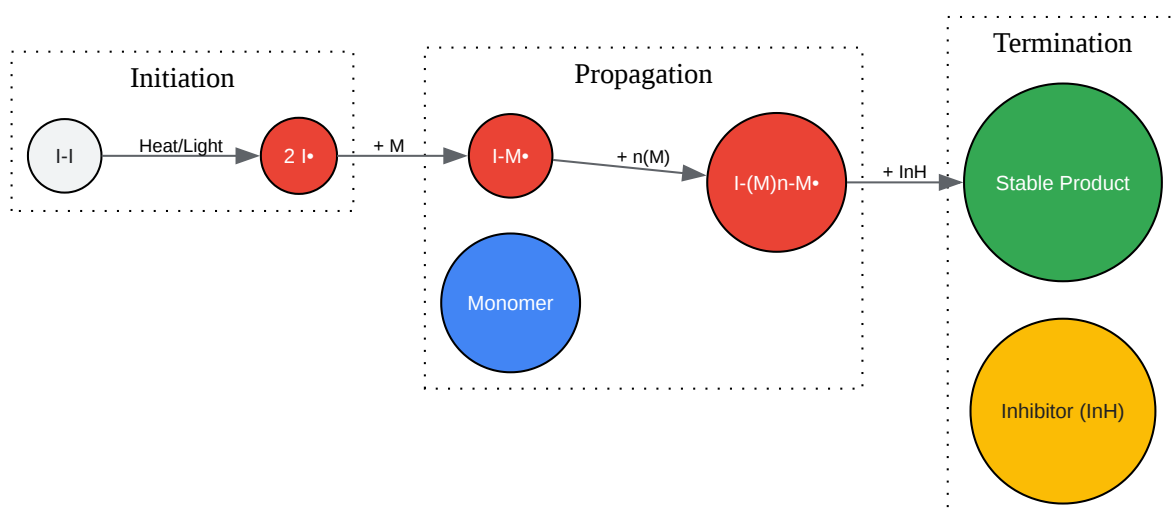 Initiation
I-I
Heat/Light
2 I•
+ M
Propagation
I-M•
+ n(M)
I-(M)n-M•
Monomer
+ InH
Termination
Stable Product
Inhibitor (InH)